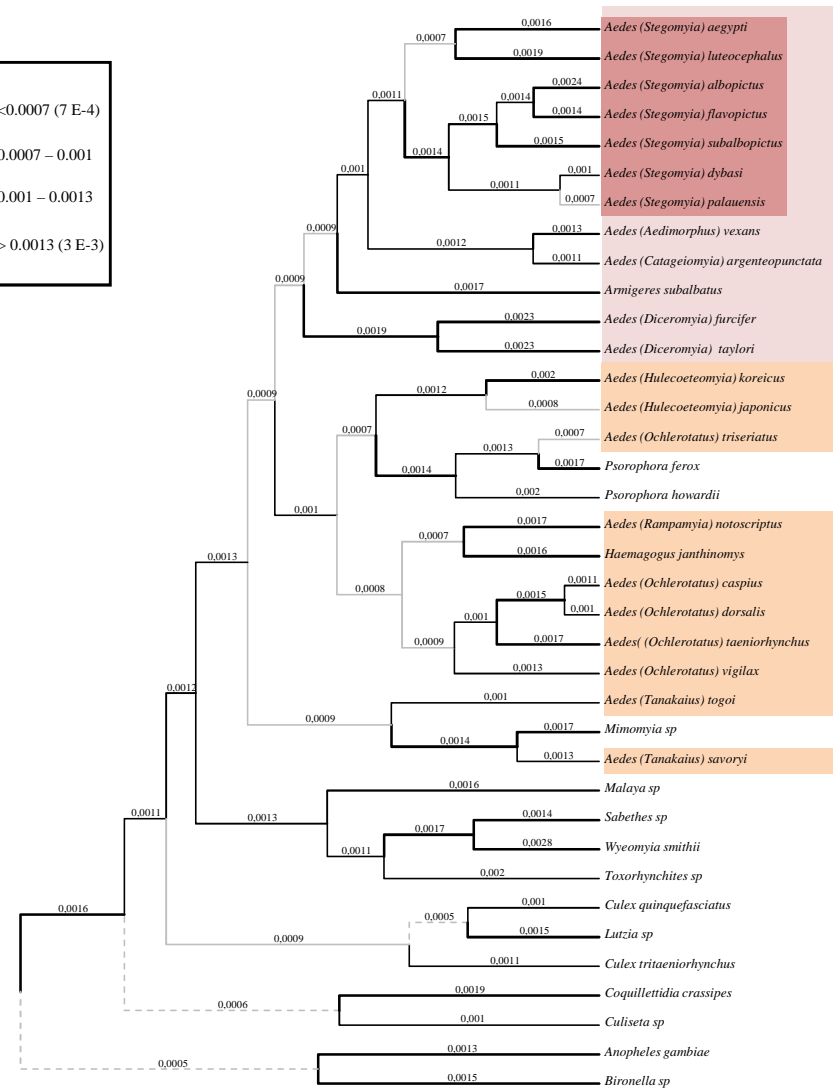 0,0016
Aedes (Stegomyia) aegypti
0,0007
0,0019
Aedes (Stegomyia) luteocephalus
0,0024
Aedes (Stegomyia) albopictus
0,0011
0,0014
<0.0007 (7 E-4)
0,0014
Aedes (Stegomyia) flavopictus
0,0015
0,0015
Aedes (Stegomyia) subalbopictus
0,0014
0.0007 – 0.001
0,001
0,001
Aedes (Stegomyia) dybasi
0,0011
0,0007
Aedes (Stegomyia) palauensis
0.001 – 0.0013
0,0009
0,0013
Aedes (Aedimorphus) vexans
0,0012
> 0.0013 (3 E-3)
0,0011
Aedes (Catageiomyia) argenteopunctata
0,0009
0,0017
Armigeres subalbatus
0,0023
Aedes (Diceromyia) furcifer
0,0019
0,0023
Aedes (Diceromyia) taylori
0,002
Aedes (Hulecoeteomyia) koreicus
0,0009
0,0012
0,0008
Aedes (Hulecoeteomyia) japonicus
0,0007
0,0007
Aedes (Ochlerotatus) triseriatus
0,0013
0,0017
Psorophora ferox
0,0014
0,002
Psorophora howardii
0,001
0,0017
Aedes (Rampamyia) notoscriptus
0,0007
0,0016
Haemagogus janthinomys
0,0013
0,0011
Aedes (Ochlerotatus) caspius
0,0008
0,0015
0,001
Aedes (Ochlerotatus) dorsalis
0,001
0,0017
Aedes( (Ochlerotatus) taeniorhynchus
0,0009
0,0013
Aedes (Ochlerotatus) vigilax
0,0012
0,001
Aedes (Tanakaius) togoi
0,0009
0,0017
Mimomyia sp
0,0014
0,0013
Aedes (Tanakaius) savoryi
0,0016
Malaya sp
0,0011
0,0013
0,0014
Sabethes sp
0,0017
0,0028
Wyeomyia smithii
0,0011
0,002
Toxorhynchites sp
0,0016
0,001
Culex quinquefasciatus
0,0005
0,0015
Lutzia sp
0,0009
0,0011
Culex tritaeniorhynchus
0,0019
Coquillettidia crassipes
0,0006
0,001
Culiseta sp
0,0013
Anopheles gambiae
0,0005
0,0015
Bironella sp